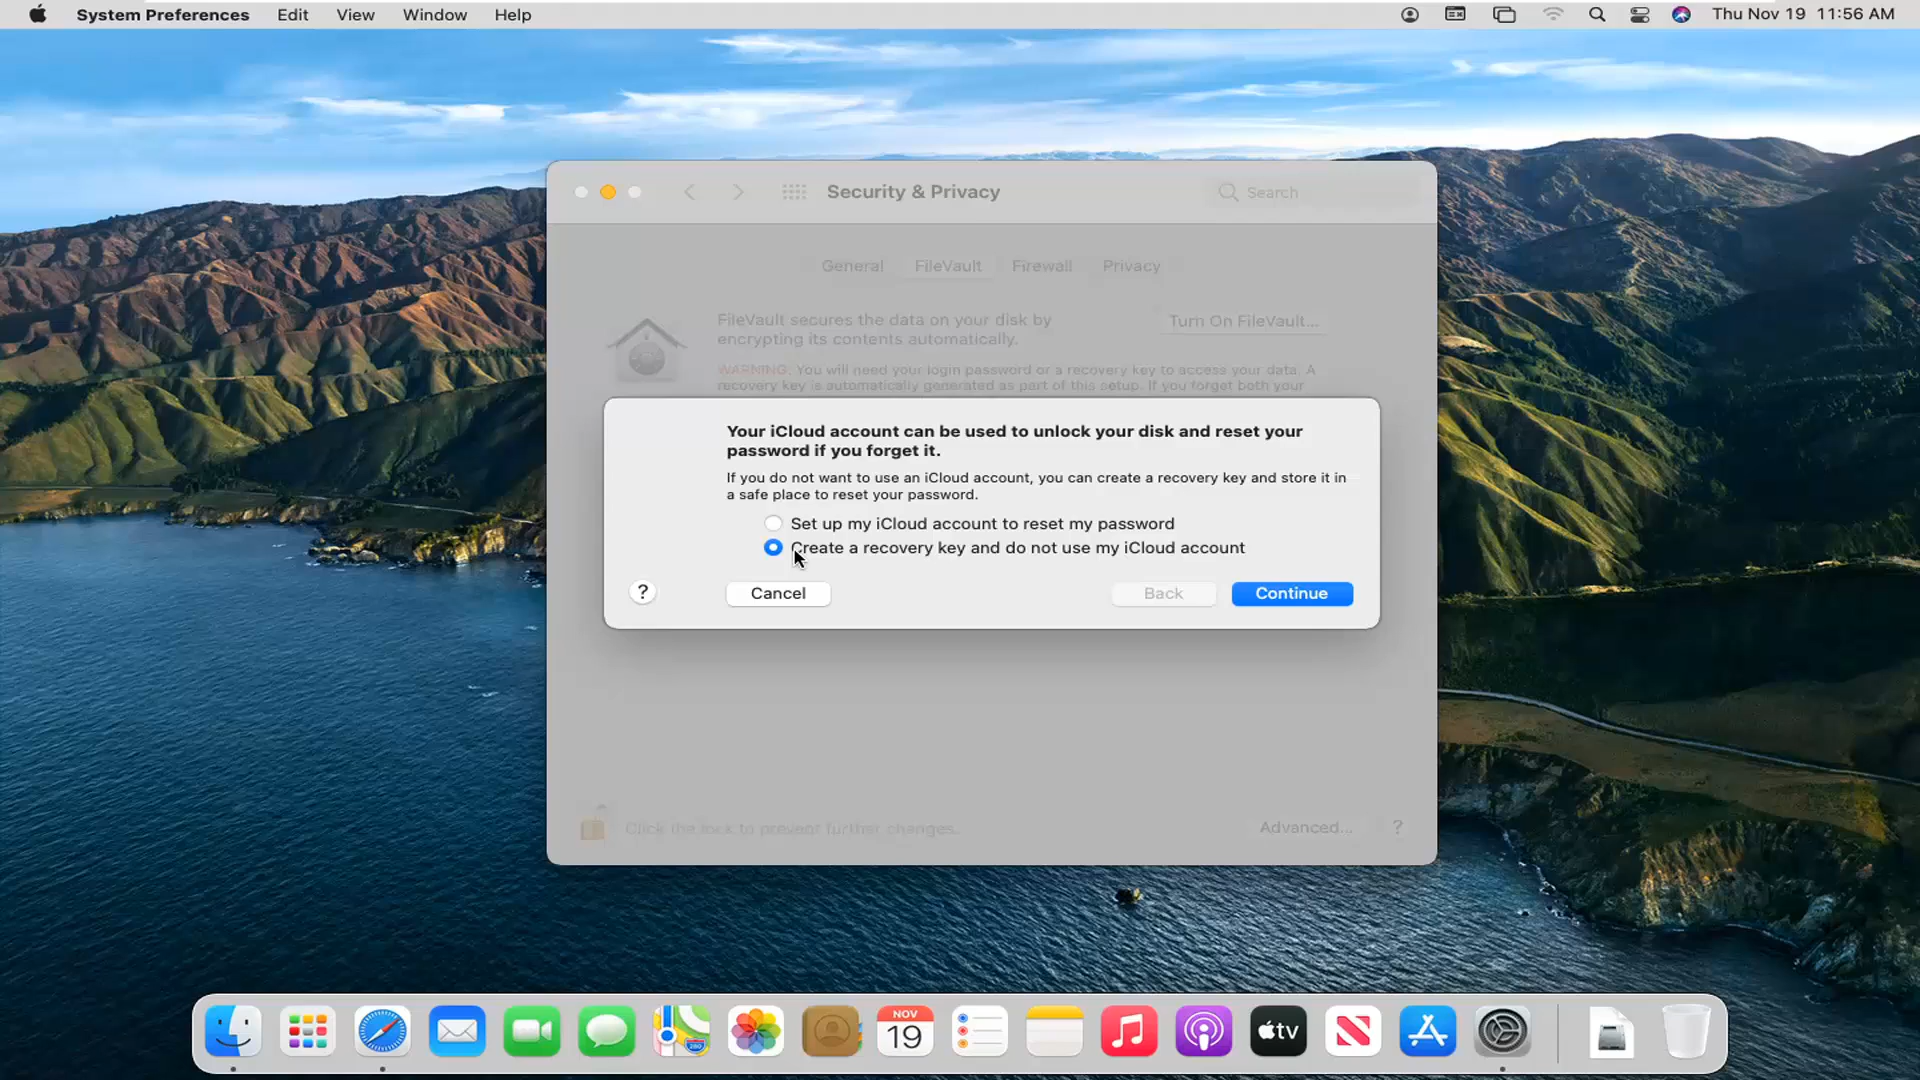 System Preferences Edit View Window Help Thu Nov 19 11:56 AM
Security & Privacy Search
General FileVault Firewall Privacy
FileVault secures the data on your disk by
encrypting its contents automatically.
Turn On FileVault...
WARNING: You will need your login password or a recovery key to access your data. A
recovery key is automatically generated as part of this setup. If you forget both your
Your iCloud account can be used to unlock your disk and reset your
password if you forget it.
If you do not want to use an iCloud account, you can create a recovery key and store it in
a safe place to reset your password.
Set up my iCloud account to reset my password
Create a recovery key and do not use my iCloud account
? Cancel Back Continue
Click the lock to prevent further changes.
Advanced... ?
NOV
19
280
tv